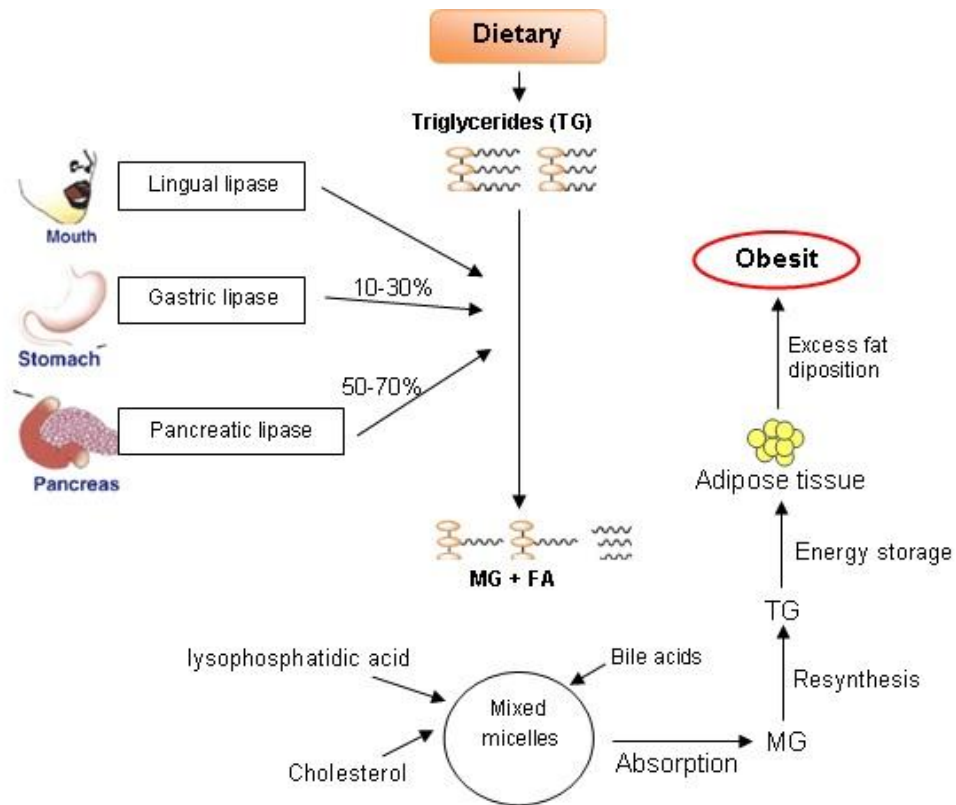 Dietary
Triglycerides (TG)
Lingual lipase
Mouth
10-30%
Gastric lipase
Stomach
50-70%
Pancreatic lipase
Pancreas
MG + FA
lysophosphatidic acid
Bile acids
Mixed
micelles
Cholesterol
Absorption
MG
Resynthesis
TG
Energy storage
Adipose tissue
Excess fat
diposition
Obesit